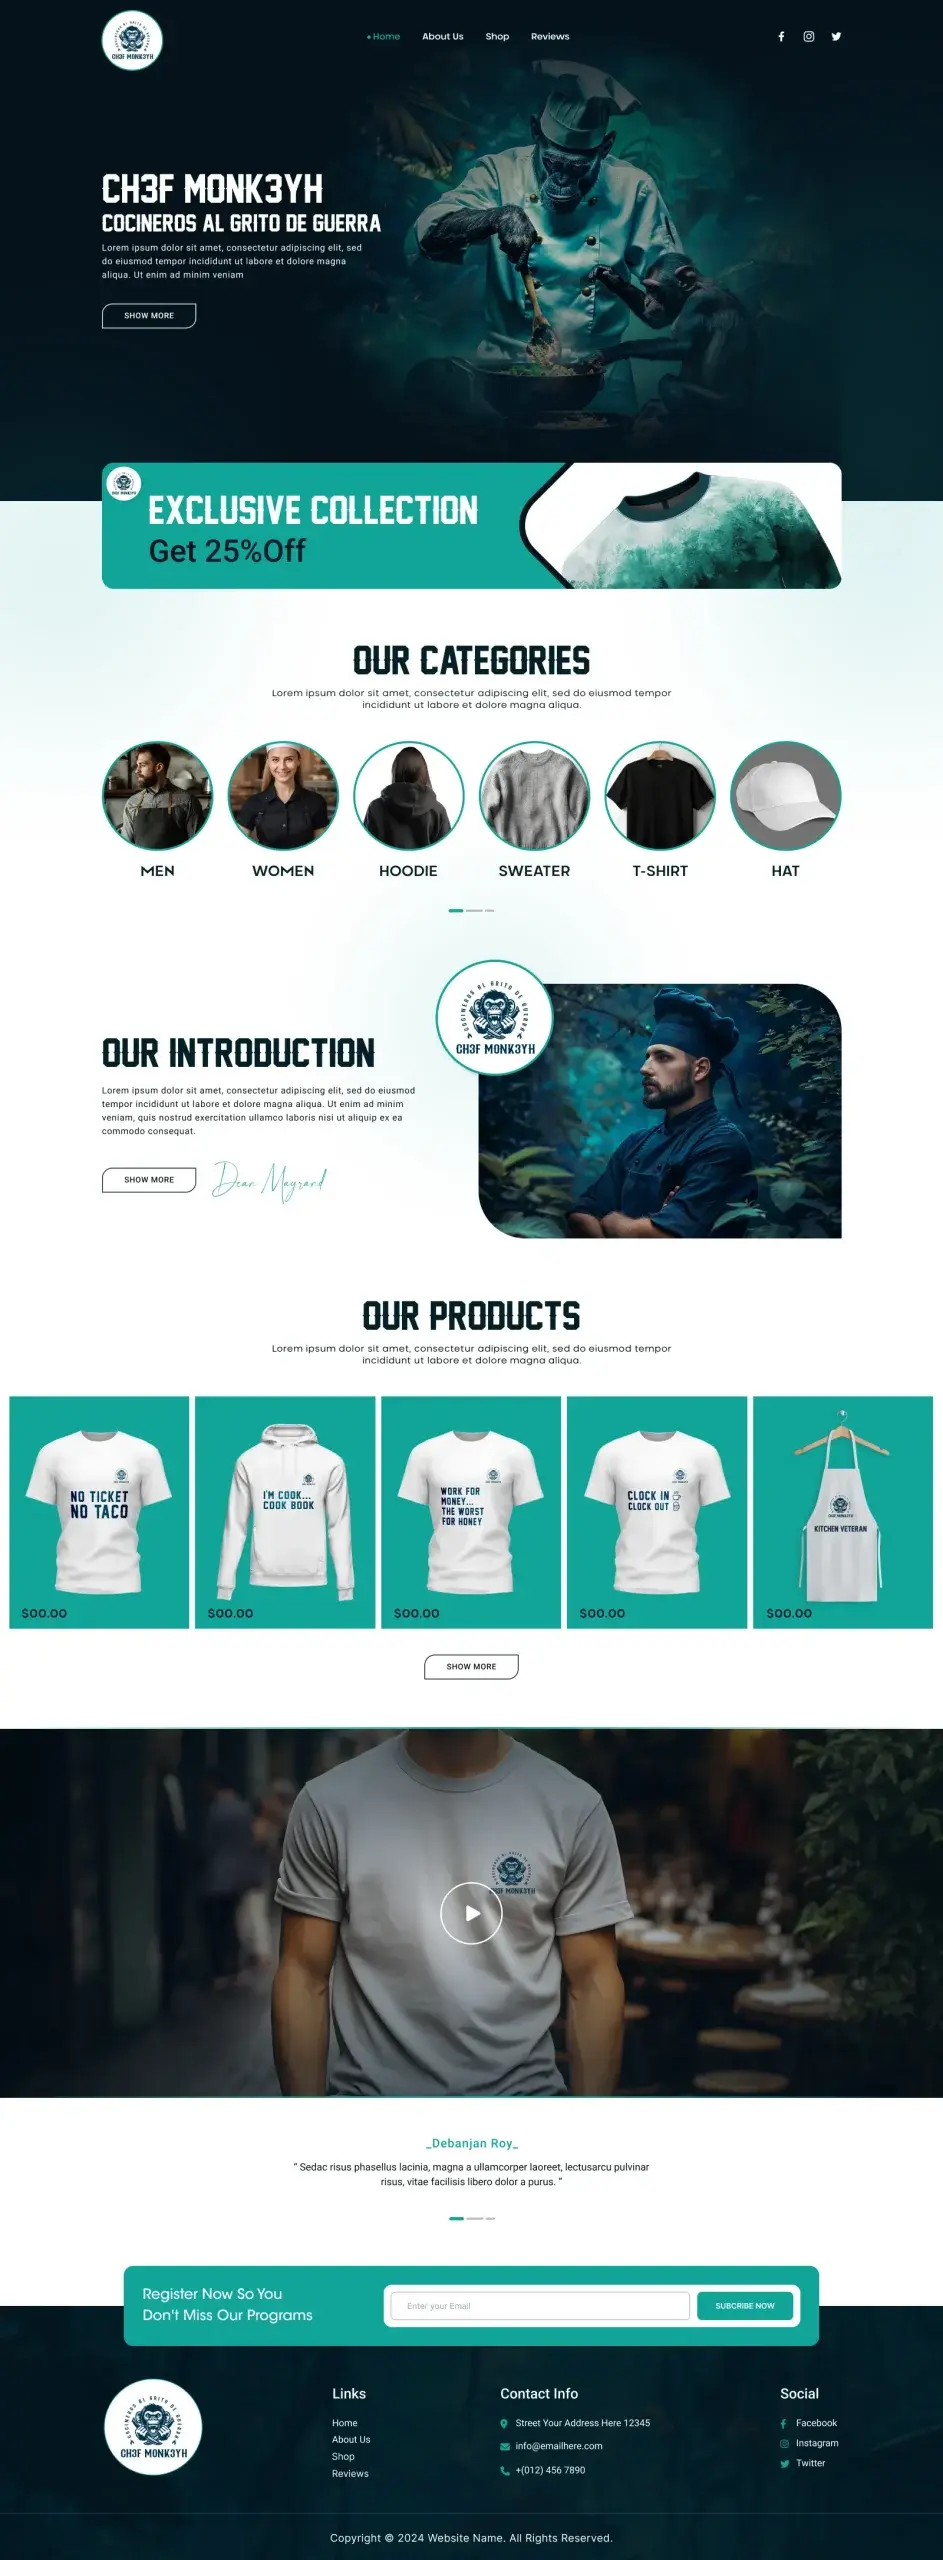 COCINEROS AL GRITO DE GUERRA
CH3F MONK3YH
Home
About Us
Shop
Reviews
CH3F MONK3YH
COCINEROS AL GRITO DE GUERRA
Lorem ipsum dolor sit amet, consectetur adipiscing elit, sed
do eiusmod tempor incididunt ut labore et dolore magna
aliqua. Ut enim ad minim veniam
SHOW MORE
CH3F MONK3YH
EXCLUSIVE COLLECTION
Get 25%Off
OUR CATEGORIES
Lorem ipsum dolor sit amet, consectetur adipiscing elit, sed do eiusmod tempor
incididunt ut labore et dolore magna aliqua.
MEN
WOMEN
HOODIE
SWEATER
T-SHIRT
HAT
COCINEROS AL GRITO DE GUERRA
CH3F MONK3YH
OUR INTRODUCTION
Lorem ipsum dolor sit amet, consectetur adipiscing elit, sed do eiusmod
tempor incididunt ut labore et dolore magna aliqua. Ut enim ad minim
veniam, quis nostrud exercitation ullamco laboris nisi ut aliquip ex ea
commodo consequat.
SHOW MORE
Dean Mayrand
OUR PRODUCTS
Lorem ipsum dolor sit amet, consectetur adipiscing elit, sed do eiusmod tempor
incididunt ut labore et dolore magna aliqua.
NO TICKET
NO TACO
$00.00
I'M COOK...
COOK BOOK
$00.00
WORK FOR
MONEY...
THE WORST
FOR HONEY
$00.00
CLOCK IN
CLOCK OUT
$00.00
CH3F MONK3YH
KITCHEN VETERAN
$00.00
SHOW MORE
COCINEROS AL GRITO DE GUERRA
CH3F MONK3YH
_Debanjan Roy_
" Sedac risus phasellus lacinia, magna a ullamcorper laoreet, lectusarcu pulvinar
risus, vitae facilisis libero dolor a purus. "
Register Now So You
Don't Miss Our Programs
Enter your Email
SUBCRIBE NOW
COCINEROS AL GRITO DE GUERRA
CH3F MONK3YH
Links
Home
About Us
Shop
Reviews
Contact Info
Street Your Address Here 12345
info@emailhere.com
+(012) 456 7890
Social
Facebook
Instagram
Twitter
Copyright © 2024 Website Name. All Rights Reserved.